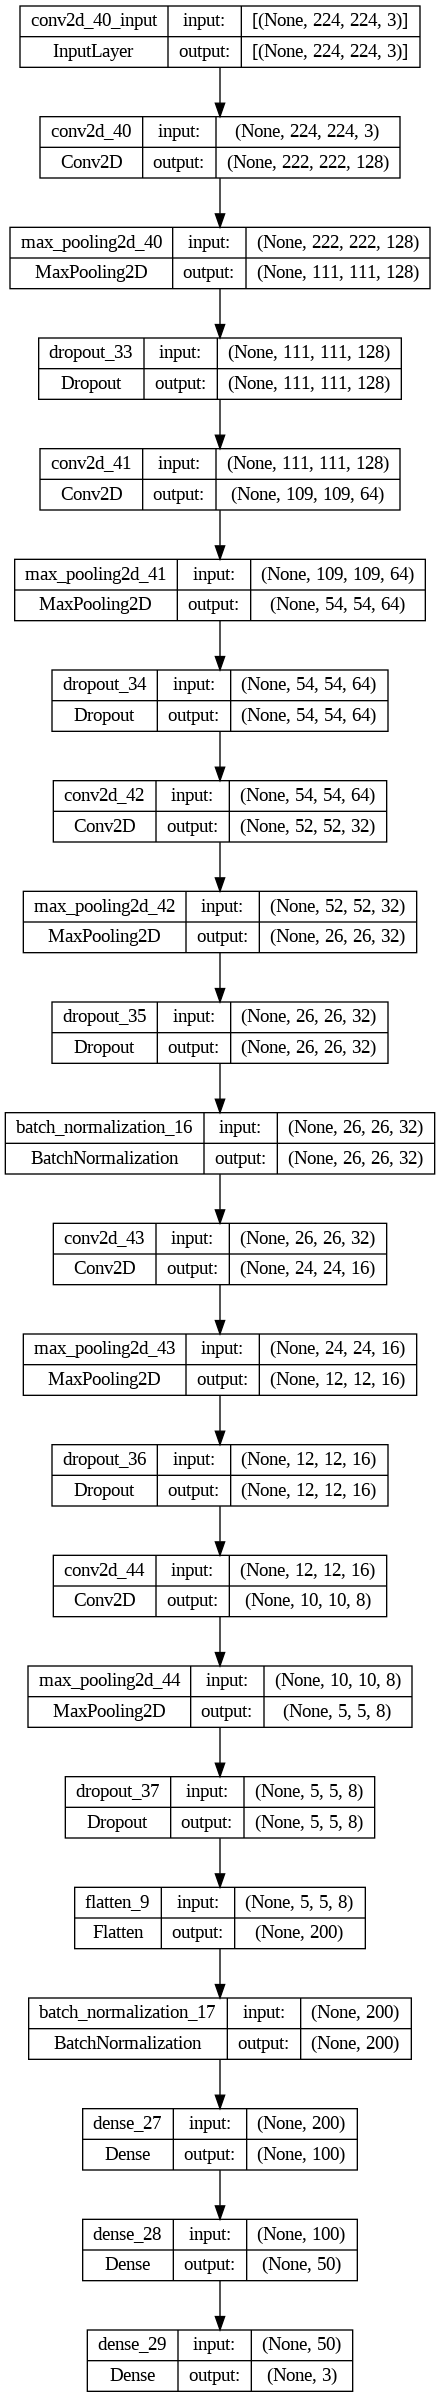 conv2d_40_input input: [(None, 224, 224, 3)]
InputLayer output: [(None, 224, 224, 3)]
conv2d_40 input: (None, 224, 224, 3)
Conv2D output: (None, 222, 222, 128)
max_pooling2d_40 input: (None, 222, 222, 128)
MaxPooling2D output: (None, 111, 111, 128)
dropout_33 input: (None, 111, 111, 128)
Dropout output: (None, 111, 111, 128)
conv2d_41 input: (None, 111, 111, 128)
Conv2D output: (None, 109, 109, 64)
max_pooling2d_41 input: (None, 109, 109, 64)
MaxPooling2D output: (None, 54, 54, 64)
dropout_34 input: (None, 54, 54, 64)
Dropout output: (None, 54, 54, 64)
conv2d_42 input: (None, 54, 54, 64)
Conv2D output: (None, 52, 52, 32)
max_pooling2d_42 input: (None, 52, 52, 32)
MaxPooling2D output: (None, 26, 26, 32)
dropout_35 input: (None, 26, 26, 32)
Dropout output: (None, 26, 26, 32)
batch_normalization_16 input: (None, 26, 26, 32)
BatchNormalization output: (None, 26, 26, 32)
conv2d_43 input: (None, 26, 26, 32)
Conv2D output: (None, 24, 24, 16)
max_pooling2d_43 input: (None, 24, 24, 16)
MaxPooling2D output: (None, 12, 12, 16)
dropout_36 input: (None, 12, 12, 16)
Dropout output: (None, 12, 12, 16)
conv2d_44 input: (None, 12, 12, 16)
Conv2D output: (None, 10, 10, 8)
max_pooling2d_44 input: (None, 10, 10, 8)
MaxPooling2D output: (None, 5, 5, 8)
dropout_37 input: (None, 5, 5, 8)
Dropout output: (None, 5, 5, 8)
flatten_9 input: (None, 5, 5, 8)
Flatten output: (None, 200)
batch_normalization_17 input: (None, 200)
BatchNormalization output: (None, 200)
dense_27 input: (None, 200)
Dense output: (None, 100)
dense_28 input: (None, 100)
Dense output: (None, 50)
dense_29 input: (None, 50)
Dense output: (None, 3)